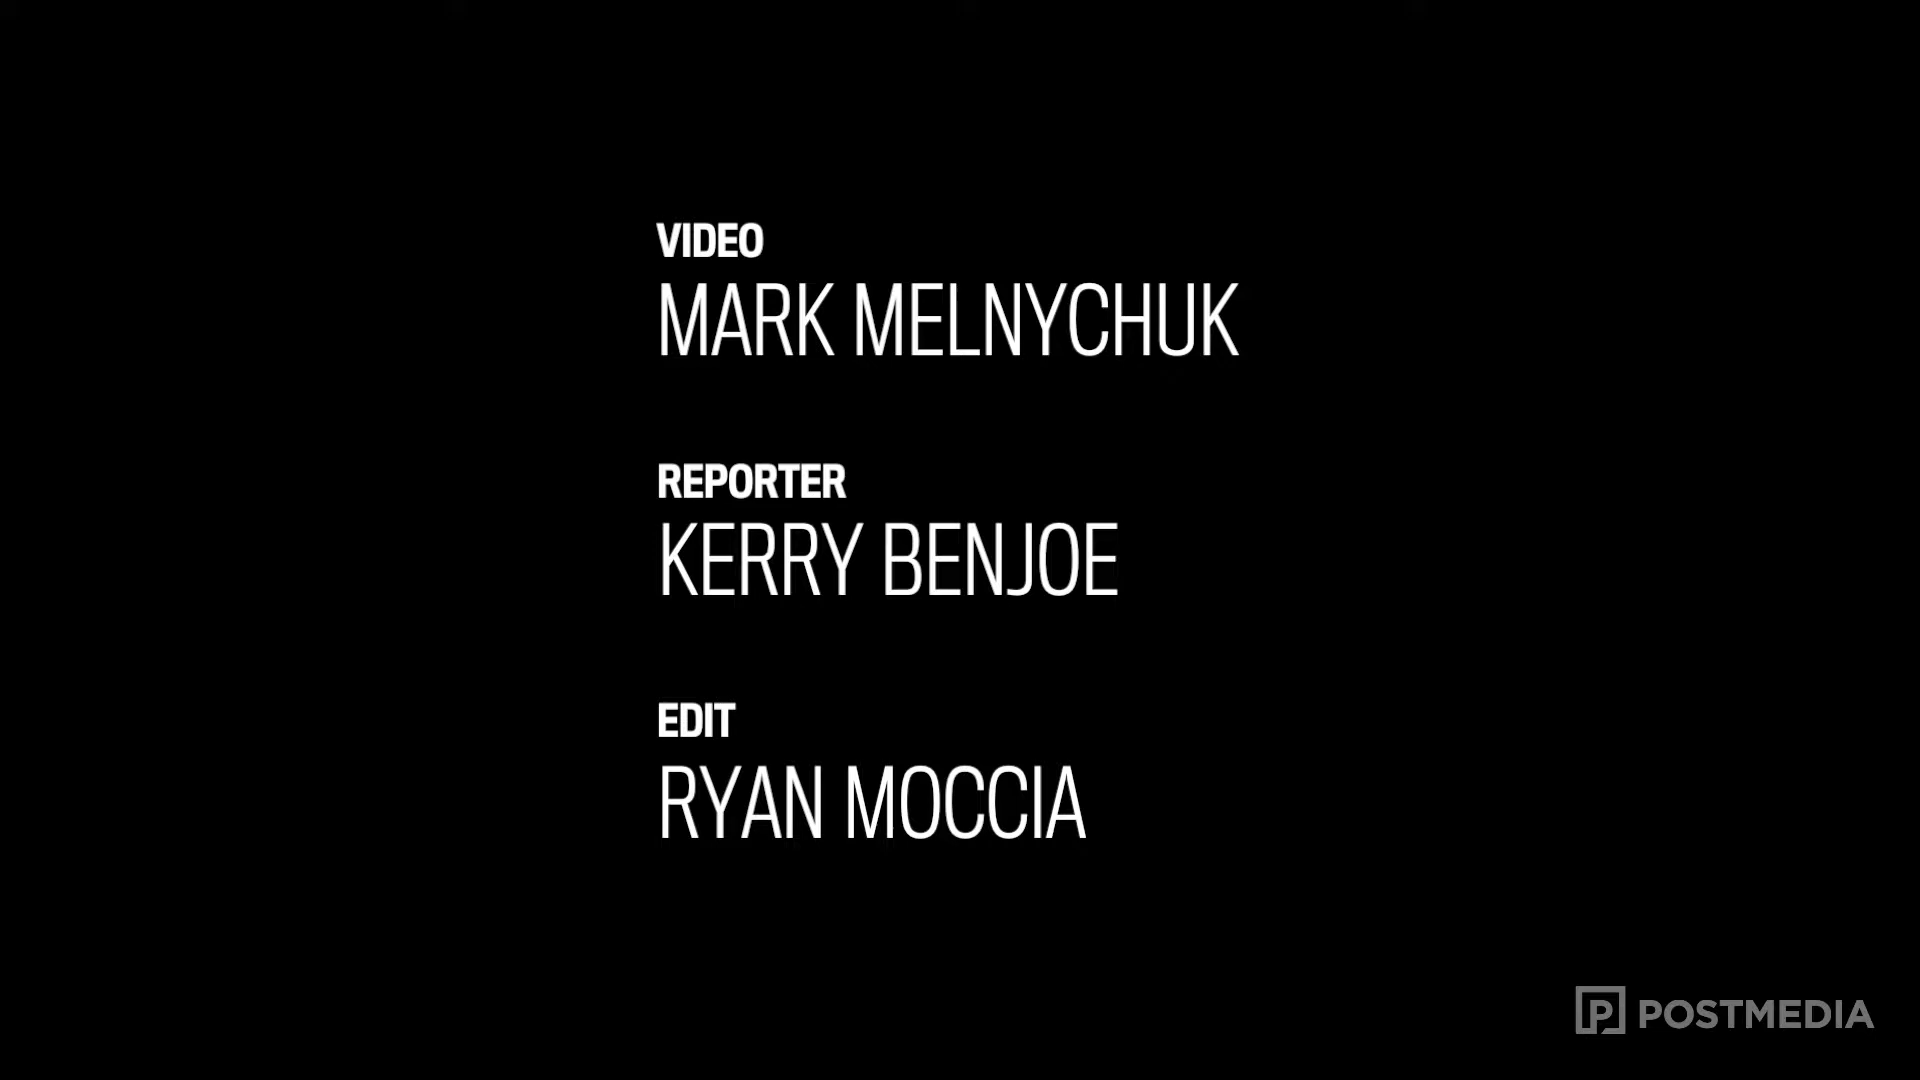 VIDEO
MARK MELNYCHUK
REPORTER
KERRY BENJOE
EDIT
RYAN MOCCIA
POSTMEDIA